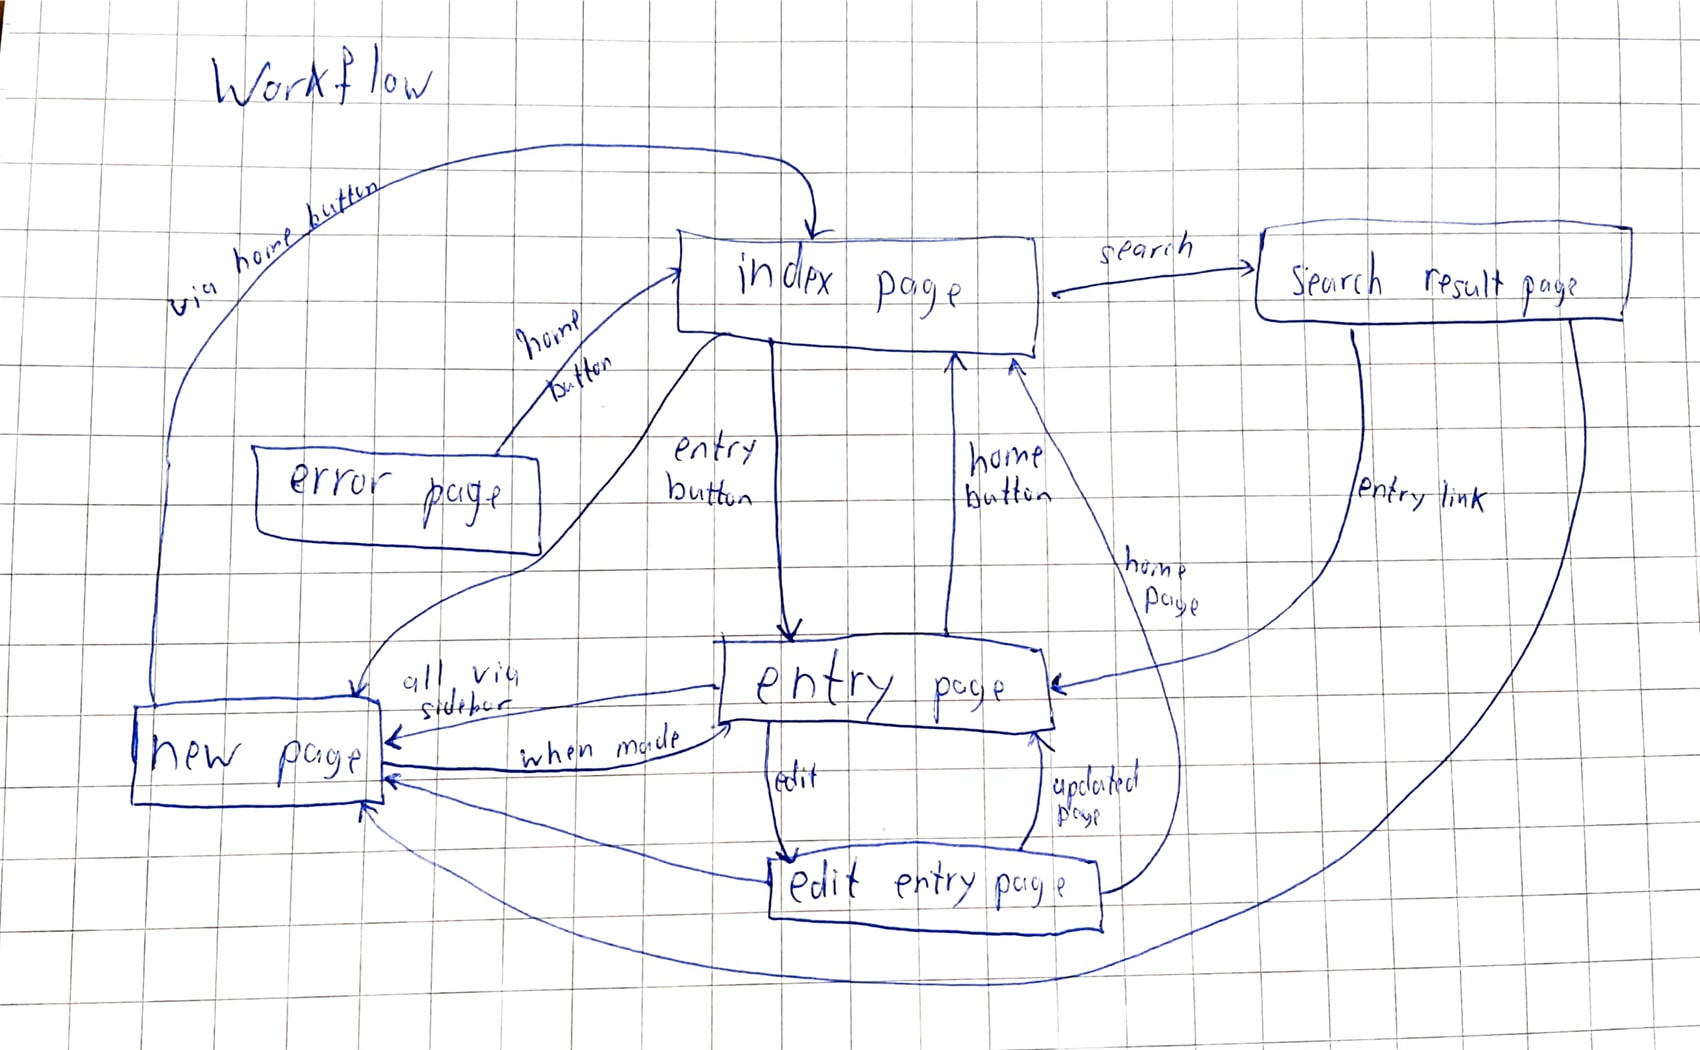 Workflow
via home button
index page
search
search result page
home
button
error page
entry
button
home
button
entry link
home
page
all via
sidebar
entry page
new page
when made
edit
updated
page
edit entry page